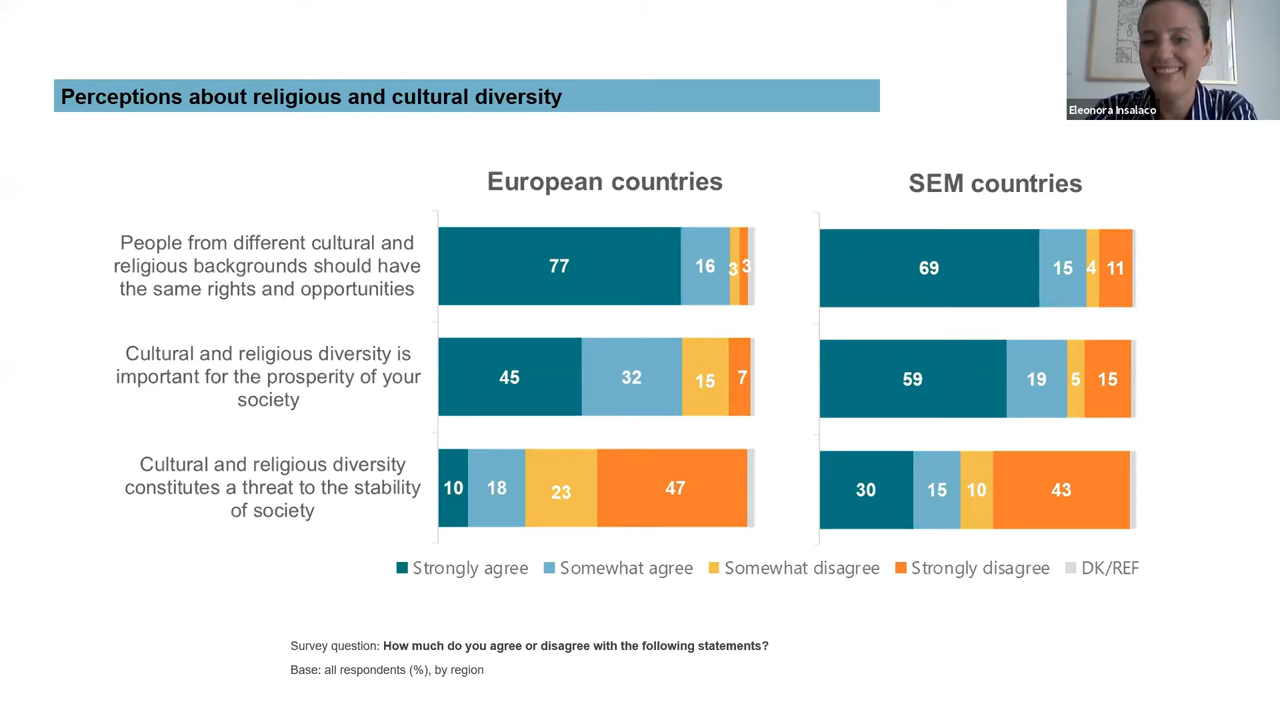 Eleonora Insalaco
Perceptions about religious and cultural diversity
European countries
SEM countries
People from different cultural and
religious backgrounds should have
the same rights and opportunities
77 16 3 3
69 15 4 11
Cultural and religious diversity is
important for the prosperity of your
society
45 32 15 7
59 19 5 15
Cultural and religious diversity
constitutes a threat to the stability
of society
10 18 23 47
30 15 10 43
Strongly agree Somewhat agree Somewhat disagree Strongly disagree DK/REF
Survey question: How much do you agree or disagree with the following statements?
Base: all respondents (%), by region